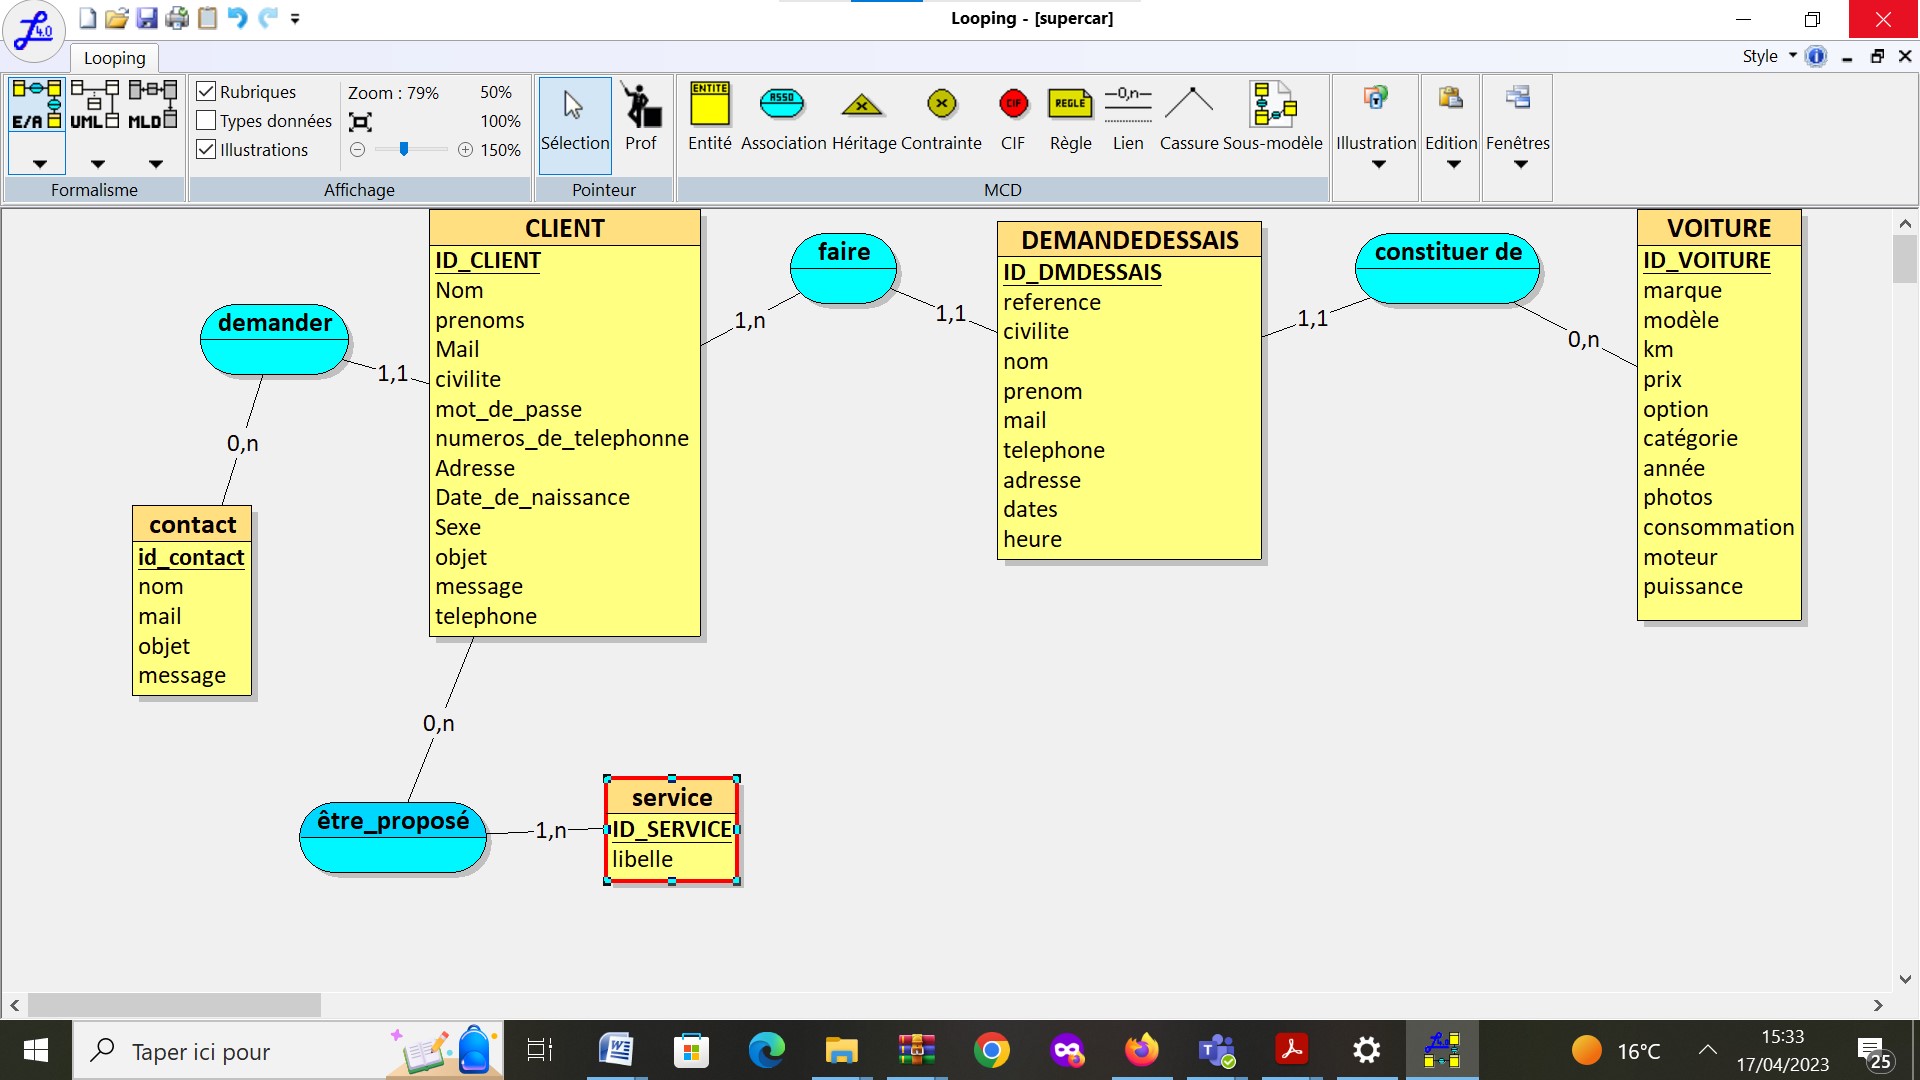 Looping - [supercar]
4.0
Looping
Style
E/A UML MLD
Formalisme
Rubriques
Types données
Illustrations
Zoom : 79% 50%
100%
150%
Affichage
Sélection Prof
Pointeur
ENTITE ASSO CIF REGLE —0,n—
Entité Association Héritage Contrainte CIF Règle Lien Cassure Sous-modèle
MCD
Illustration Edition Fenêtres
CLIENT
ID_CLIENT
Nom
prenoms
Mail
civilite
mot_de_passe
numeros_de_telephonne
Adresse
Date_de_naissance
Sexe
objet
message
telephone
faire
1,n
1,1
DEMANDEDESSAIS
ID_DMDESSAIS
reference
civilite
nom
prenom
mail
telephone
adresse
dates
heure
constituer de
1,1
0,n
VOITURE
ID_VOITURE
marque
modèle
km
prix
option
catégorie
année
photos
consommation
moteur
puissance
demander
1,1
0,n
contact
id_contact
nom
mail
objet
message
0,n
être_proposé
1,n
service
ID_SERVICE
libelle
Taper ici pour
16°C
15:33
17/04/2023
25